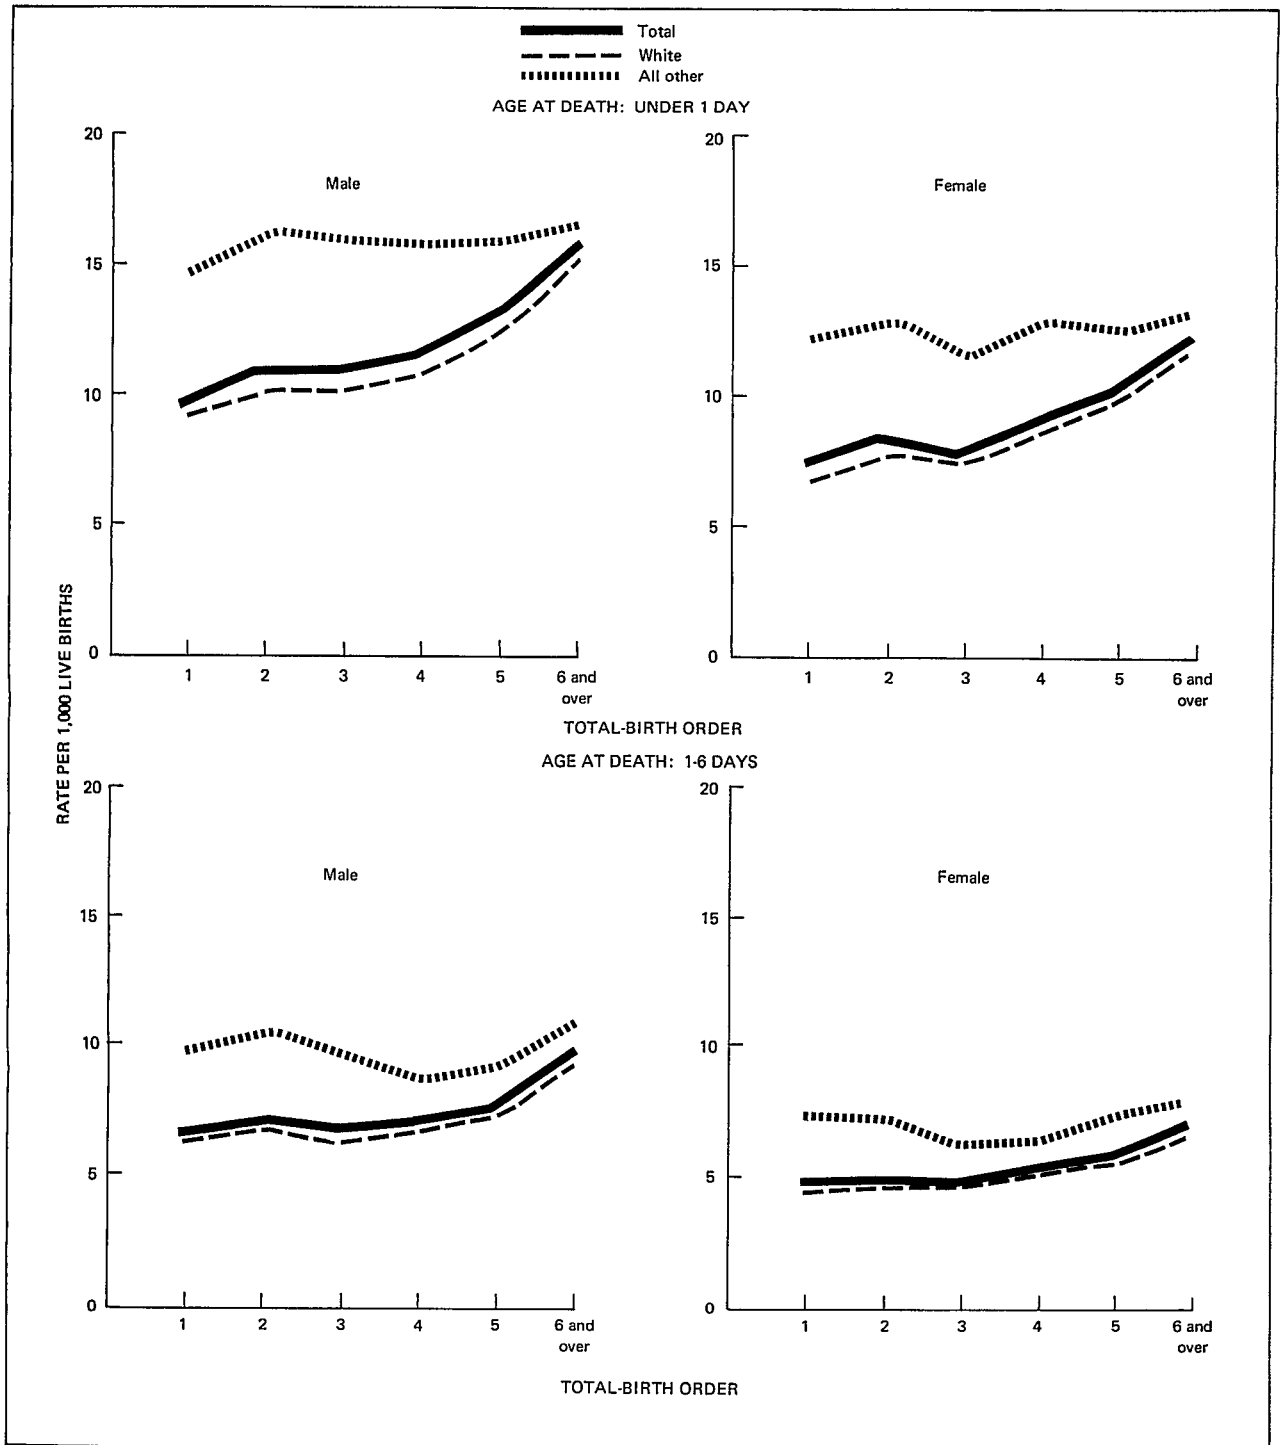 Total
White
All other
AGE AT DEATH: UNDER 1 DAY
Male
Female
20
15
10
5
0
1 2 3 4 5 6 and
over
20
15
10
5
0
1 2 3 4 5 6 and
over
RATE PER 1,000 LIVE BIRTHS
TOTAL-BIRTH ORDER
AGE AT DEATH: 1-6 DAYS
Male
Female
20
15
10
5
0
1 2 3 4 5 6 and
over
20
15
10
5
0
1 2 3 4 5 6 and
over
TOTAL-BIRTH ORDER